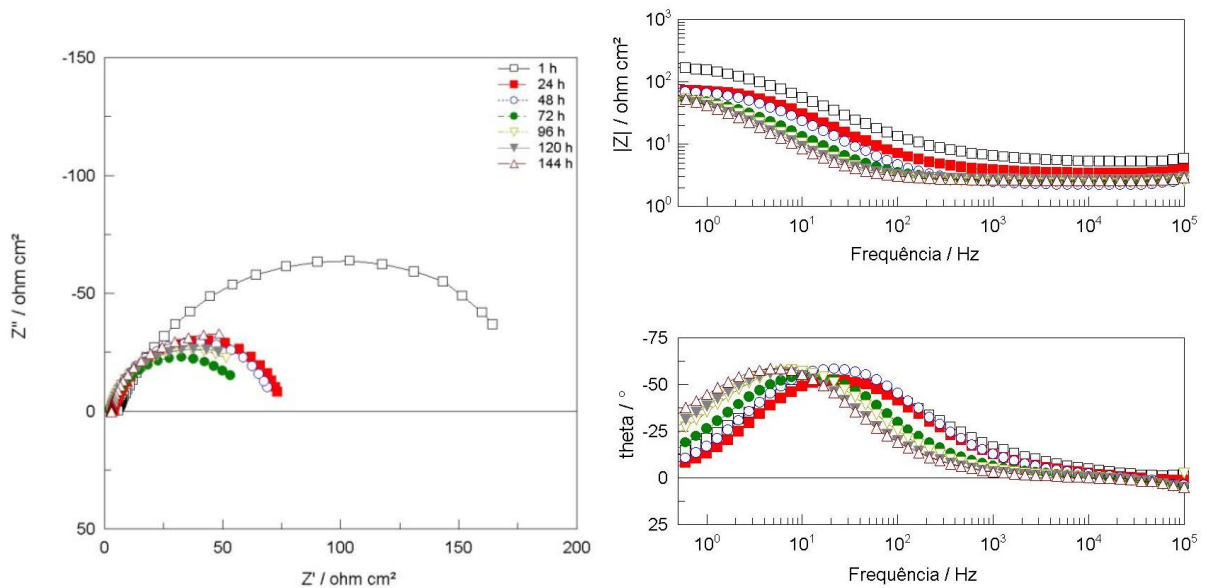 -150
-100
-50
0
50
Z'' / ohm cm²
0
50
100
150
200
Z' / ohm cm²
1 h
24 h
48 h
72 h
96 h
120 h
144 h
10³
10²
10¹
10⁰
|Z| / ohm cm²
10⁰
10¹
10²
10³
10⁴
10⁵
Frequência / Hz
-75
-50
-25
0
25
theta / °
10⁰
10¹
10²
10³
10⁴
10⁵
Frequência / Hz